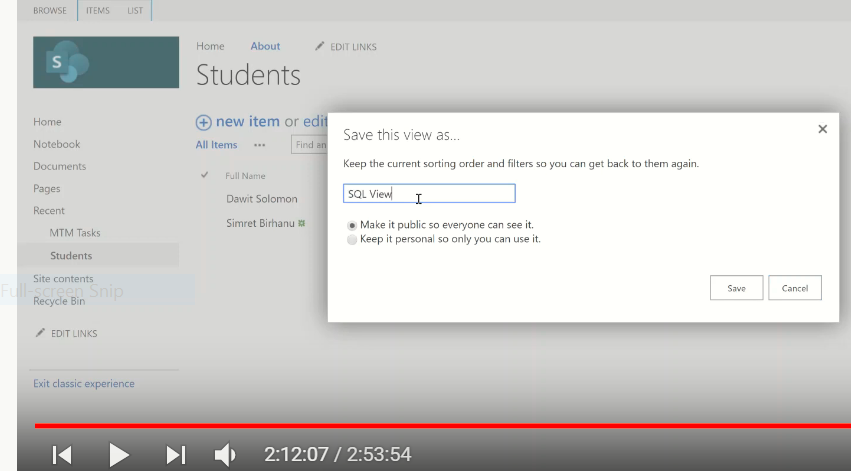 BROWSE ITEMS LIST
S
Home About EDIT LINKS
Students
Home
Notebook
Documents
Pages
Recent
MTM Tasks
Students
Site contents
Full-screen Snip
Recycle Bin
EDIT LINKS
Exit classic experience
new item or edit
All Items ... Find an
Full Name
Dawit Solomon
Simret Birhanu
Save this view as...
Keep the current sorting order and filters so you can get back to them again.
SQL View
Make it public so everyone can see it.
Keep it personal so only you can use it.
Save Cancel
2:12:07 / 2:53:54